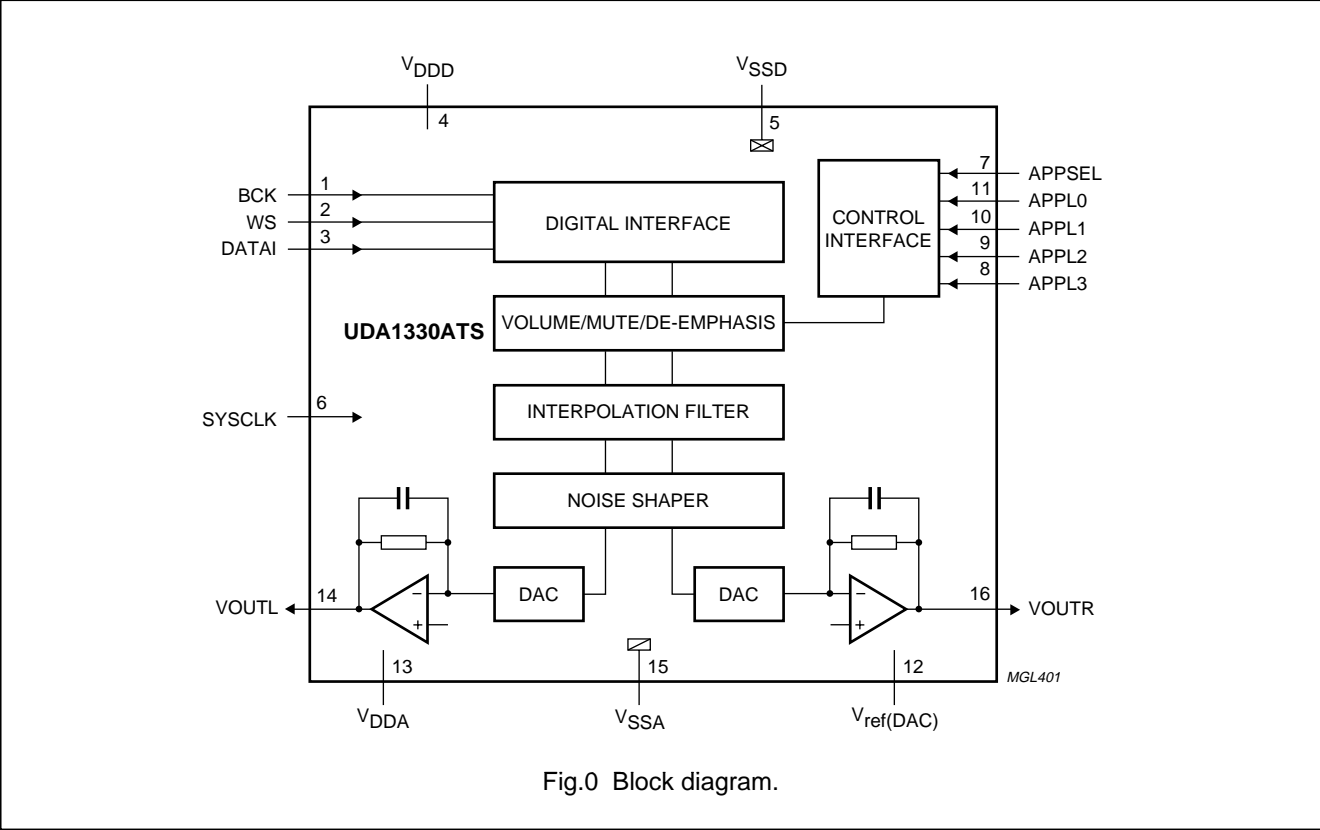 VDDD
VSSD
4
5
BCK
1
WS
2
DATAI
3
DIGITAL INTERFACE
CONTROL
INTERFACE
7
APPSEL
11
APPL0
10
APPL1
9
APPL2
8
APPL3
UDA1330ATS
VOLUME/MUTE/DE-EMPHASIS
SYSCLK
6
INTERPOLATION FILTER
NOISE SHAPER
VOUTL
14
−
+
DAC
DAC
−
+
16
VOUTR
13
15
12
MGL401
VDDA
VSSA
Vref(DAC)
Fig.0 Block diagram.